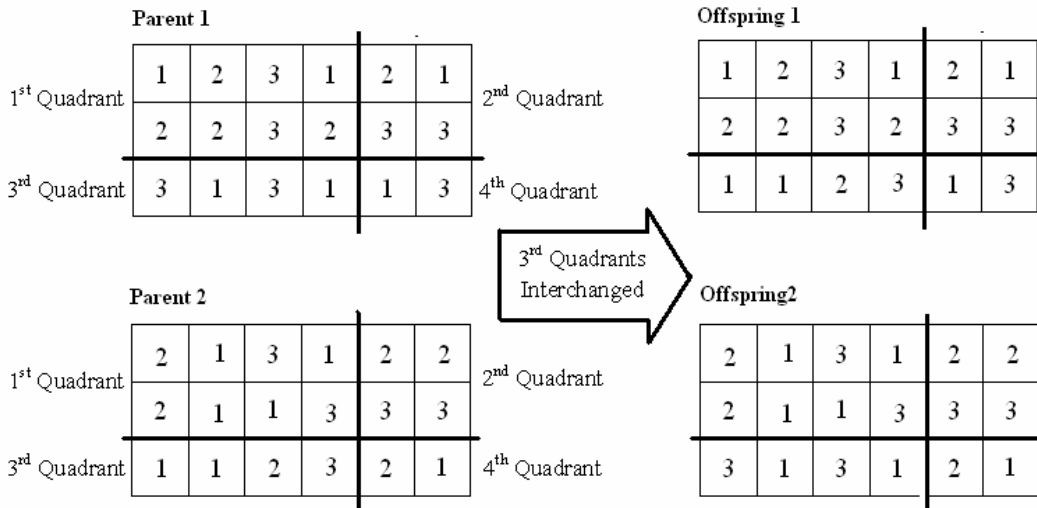 Parent 1
1 2 3 1 2 1
1st Quadrant
2nd Quadrant
2 2 3 2 3 3
3rd Quadrant
3 1 3 1 1 3
4th Quadrant
Offspring 1
1 2 3 1 2 1
2 2 3 2 3 3
1 1 2 3 1 3
3rd Quadrants
Interchanged
Parent 2
2 1 3 1 2 2
1st Quadrant
2nd Quadrant
2 1 1 3 3 3
3rd Quadrant
1 1 2 3 2 1
4th Quadrant
Offspring2
2 1 3 1 2 2
2 1 1 3 3 3
3 1 3 1 2 1